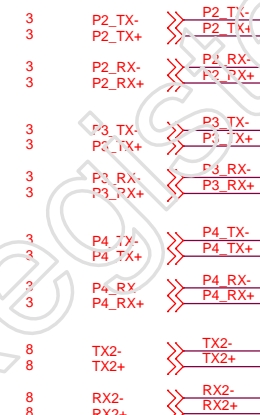 3 P2_TX- P2_TX-
3 P2_TX+ P2_TX+
3 P2_RX- P2_RX-
3 P2_RX+ P2_RX+
3 P3_TX- P3_TX-
3 P3_TX+ P3_TX+
3 P3_RX- P3_RX-
3 P3_RX+ P3_RX+
3 P4_TX- P4_TX-
3 P4_TX+ P4_TX+
3 P4_RX- P4_RX-
3 P4_RX+ P4_RX+
8 TX2- TX2-
8 TX2+ TX2+
8 RX2- RX2-
8 RX2+ RX2+